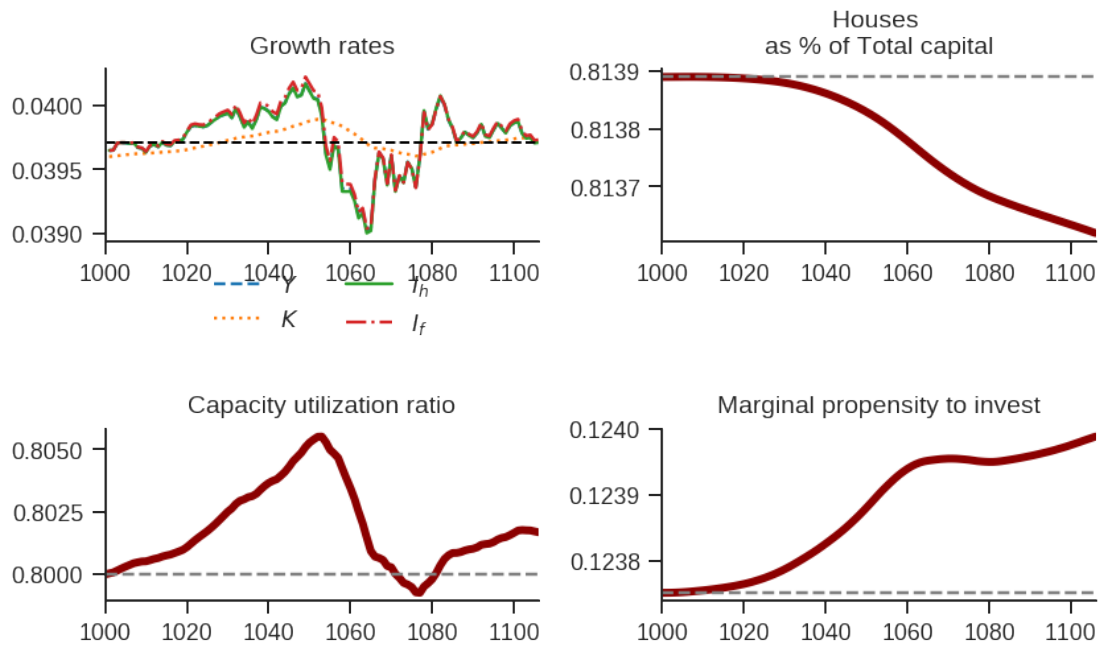 Growth rates
0.0400
0.0395
0.0390
1000 1020 1040 1060 1080 1100
Y I_h
K I_f
Houses
as % of Total capital
0.8139
0.8138
0.8137
1000 1020 1040 1060 1080 1100
Capacity utilization ratio
0.8050
0.8025
0.8000
1000 1020 1040 1060 1080 1100
Marginal propensity to invest
0.1240
0.1239
0.1238
1000 1020 1040 1060 1080 1100